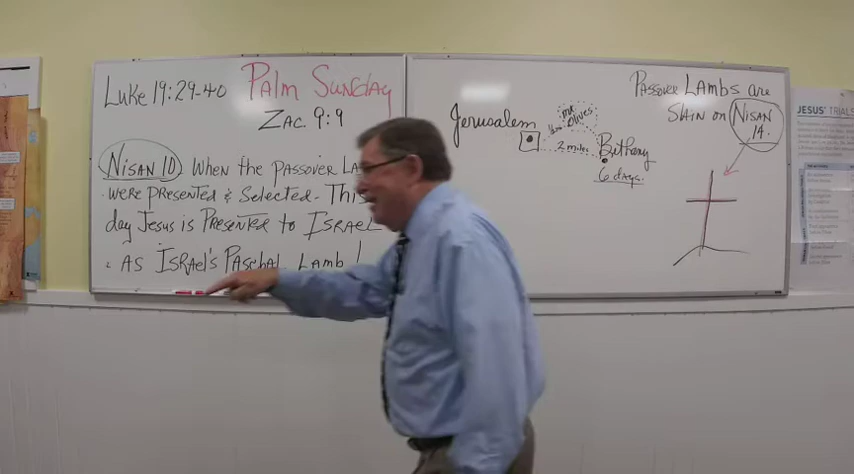 Luke 19:29-40
Palm Sunday
Zac. 9:9
Nisan 10 When the Passover La
were Presented & Selected. This
day Jesus is Presented to Israel
As Israel's Paschal Lamb!
Jerusalem
Mt Olives
2 miles
Bethany
6 days.
Passover Lambs are
Slain on Nisan
14.
JESUS' TRIALS